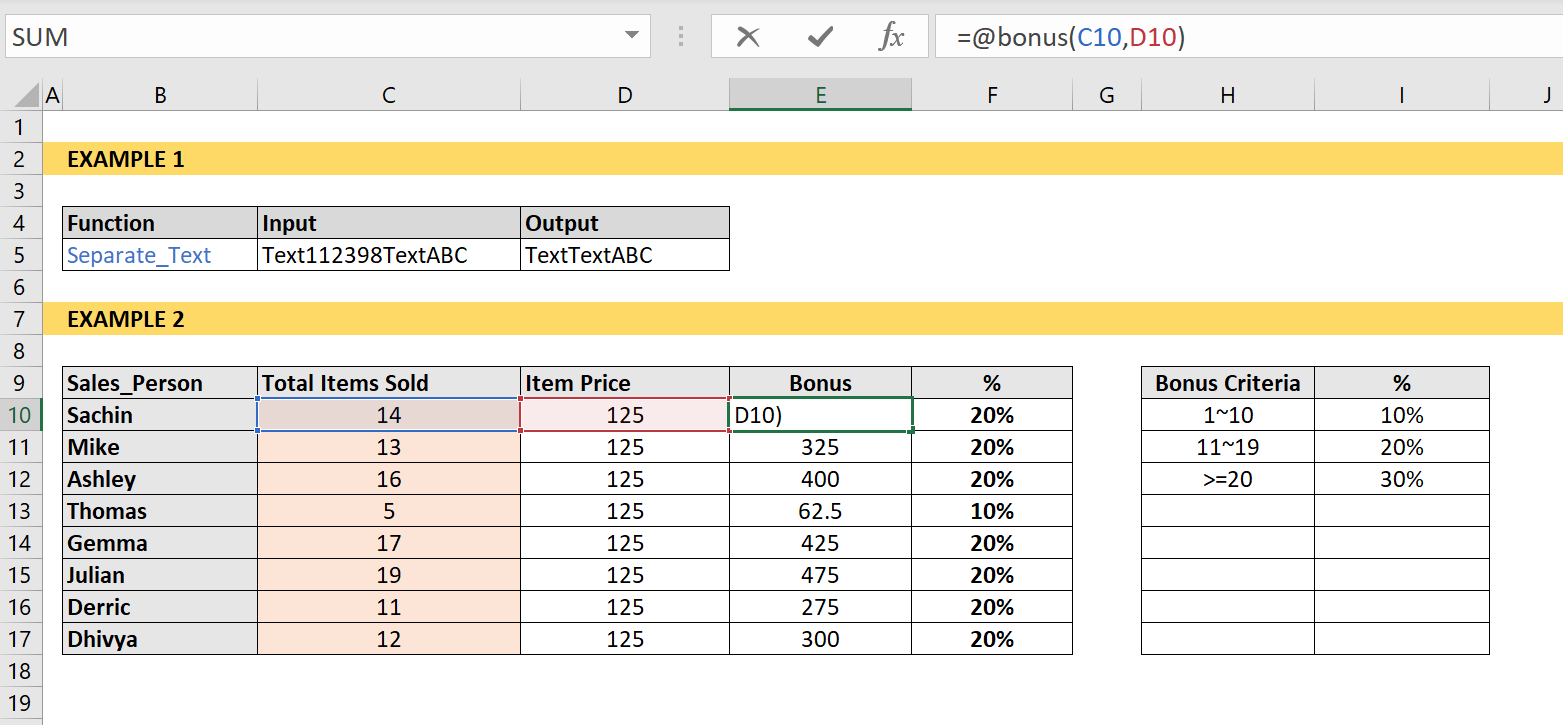 SUM fx =@bonus(C10,D10)
A B C D E F G H I J
1
2 EXAMPLE 1
3
4 Function Input Output
5 Separate_Text Text112398TextABC TextTextABC
6
7 EXAMPLE 2
8
9 Sales_Person Total Items Sold Item Price Bonus % Bonus Criteria %
10 Sachin 14 125 D10) 20% 1~10 10%
11 Mike 13 125 325 20% 11~19 20%
12 Ashley 16 125 400 20% >=20 30%
13 Thomas 5 125 62.5 10%
14 Gemma 17 125 425 20%
15 Julian 19 125 475 20%
16 Derric 11 125 275 20%
17 Dhivya 12 125 300 20%
18
19